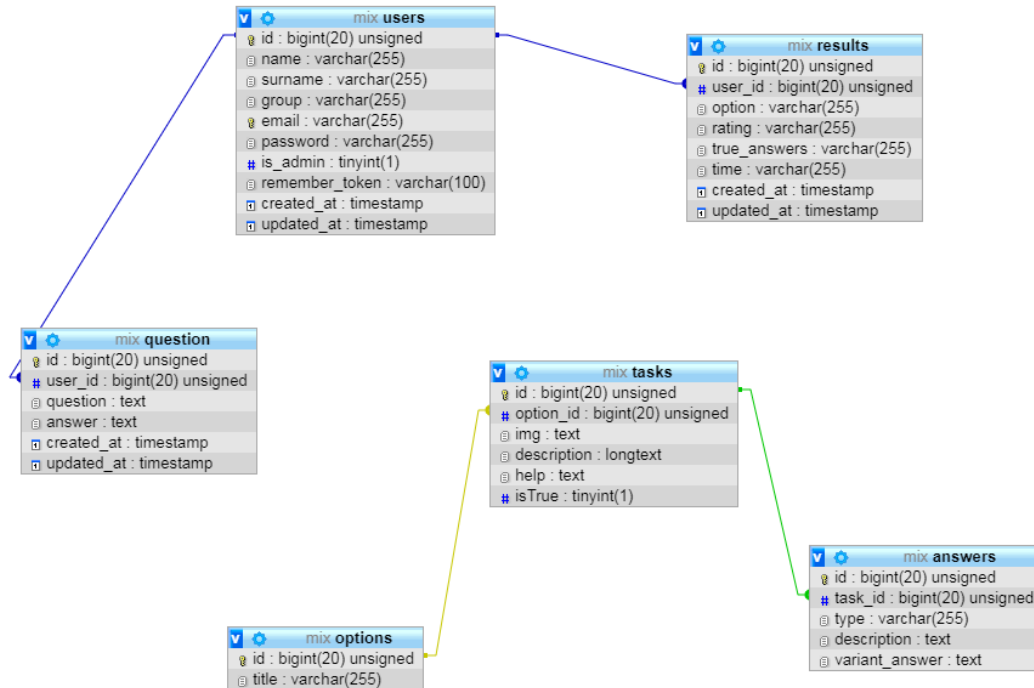 mix users
id : bigint(20) unsigned
name : varchar(255)
surname : varchar(255)
group : varchar(255)
email : varchar(255)
password : varchar(255)
is_admin : tinyint(1)
remember_token : varchar(100)
created_at : timestamp
updated_at : timestamp
mix results
id : bigint(20) unsigned
user_id : bigint(20) unsigned
option : varchar(255)
rating : varchar(255)
true_answers : varchar(255)
time : varchar(255)
created_at : timestamp
updated_at : timestamp
mix question
id : bigint(20) unsigned
user_id : bigint(20) unsigned
question : text
answer : text
created_at : timestamp
updated_at : timestamp
mix tasks
id : bigint(20) unsigned
option_id : bigint(20) unsigned
img : text
description : longtext
help : text
isTrue : tinyint(1)
mix answers
id : bigint(20) unsigned
task_id : bigint(20) unsigned
type : varchar(255)
description : text
variant_answer : text
mix options
id : bigint(20) unsigned
title : varchar(255)